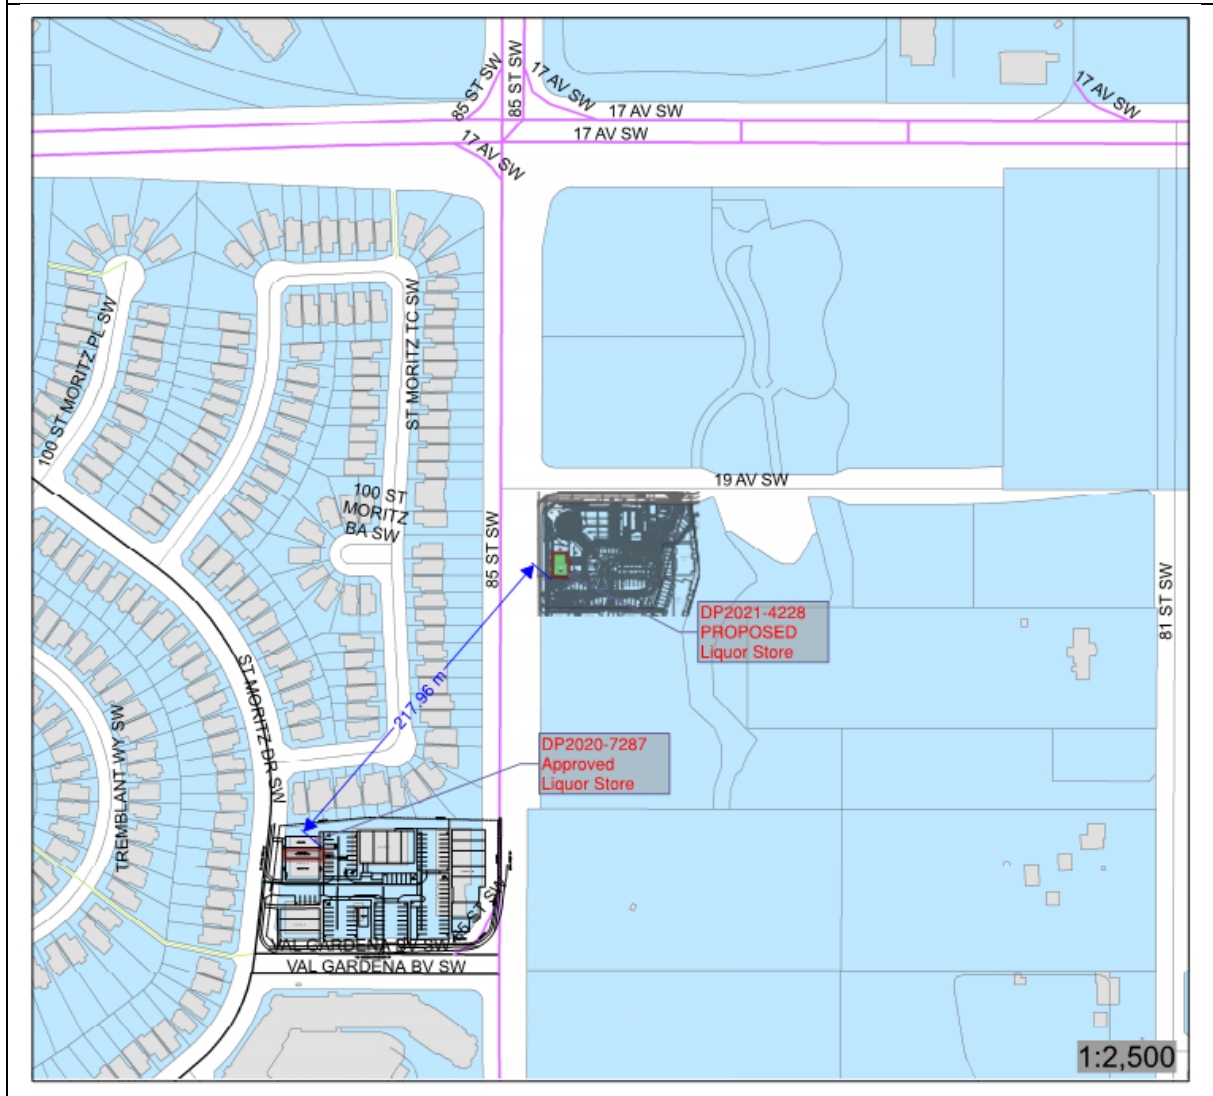 85 ST SW
85 ST SW
17 AV SW
17 AV SW
17 AV SW
17 AV SW
17 AV SW
100 ST MORITZ PL SW
ST MORITZ TC SW
19 AV SW
100 ST
MORITZ
BA SW
85 ST SW
81 ST SW
DP2021-4228
PROPOSED
Liquor Store
217.96 m
ST MORITZ DR SW
TREMBLANT WY SW
DP2020-7287
Approved
Liquor Store
VAL GARDENA BV SW
VAL GARDENA BV SW
1:2,500